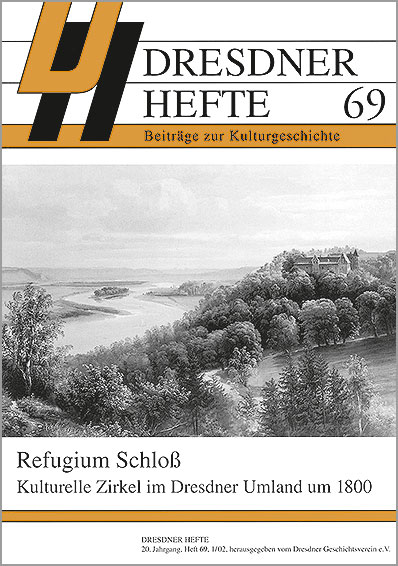 DRESDNER
HEFTE 69
Beiträge zur Kulturgeschichte
Refugium Schloß
Kulturelle Zirkel im Dresdner Umland um 1800
DRESDNER HEFTE
20. Jahrgang, Heft 69, 1/02, herausgegeben vom Dresdner Geschichtsverein e.V.